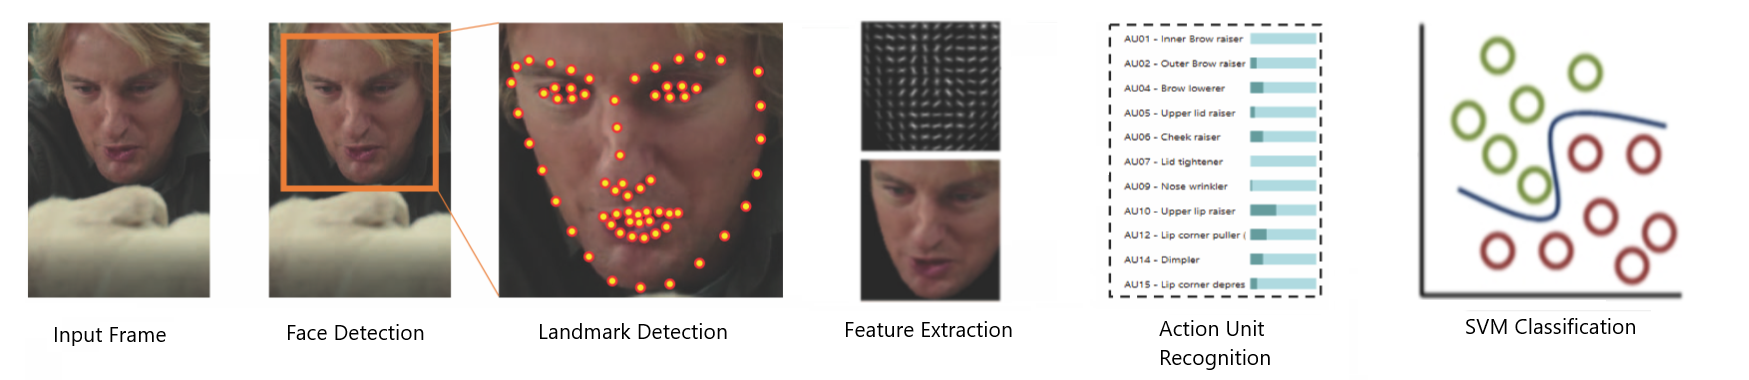 AU01 - Inner Brow raiser
AU02 - Outer Brow raiser
AU04 - Brow lowerer
AU05 - Upper lid raiser
AU06 - Cheek raiser
AU07 - Lid tightener
AU09 - Nose wrinkler
AU10 - Upper lip raiser
AU12 - Lip corner puller (
AU14 - Dimpler
AU15 - Lip corner depres
Input Frame
Face Detection
Landmark Detection
Feature Extraction
Action Unit
Recognition
SVM Classification